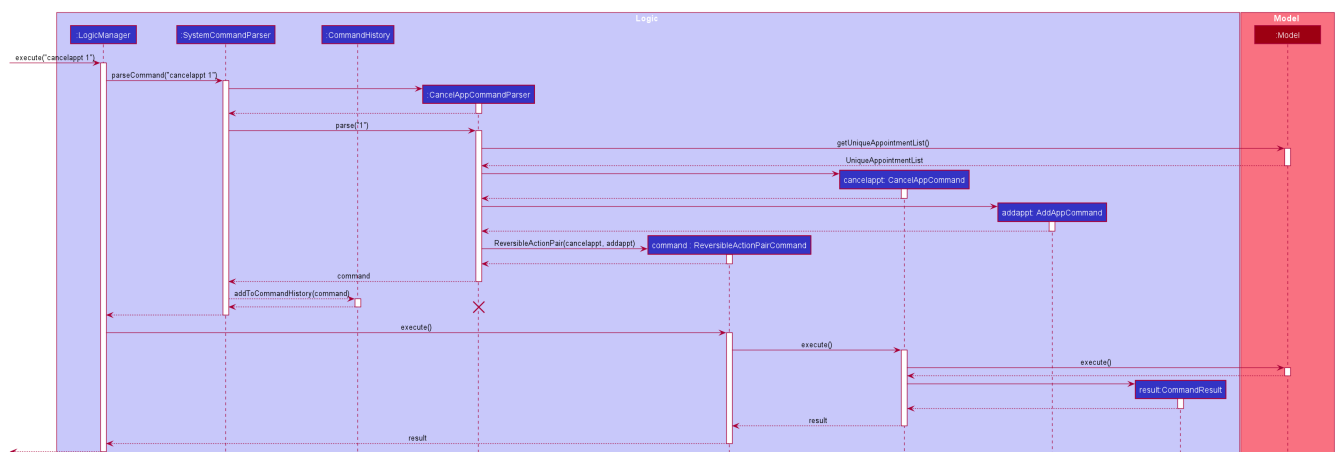 Logic
Model
:LogicManager
:SystemCommandParser
:CommandHistory
:Model
execute("cancelappt 1")
parseCommand("cancelappt 1")
:CancelAppCommandParser
parse("1")
getUniqueAppointmentList()
UniqueAppointmentList
cancelappt: CancelAppCommand
addappt: AddAppCommand
ReversibleActionPair(cancelappt, addappt)
command : ReversibleActionPairCommand
command
addToCommandHistory(command)
execute()
execute()
execute()
result:CommandResult
result
result